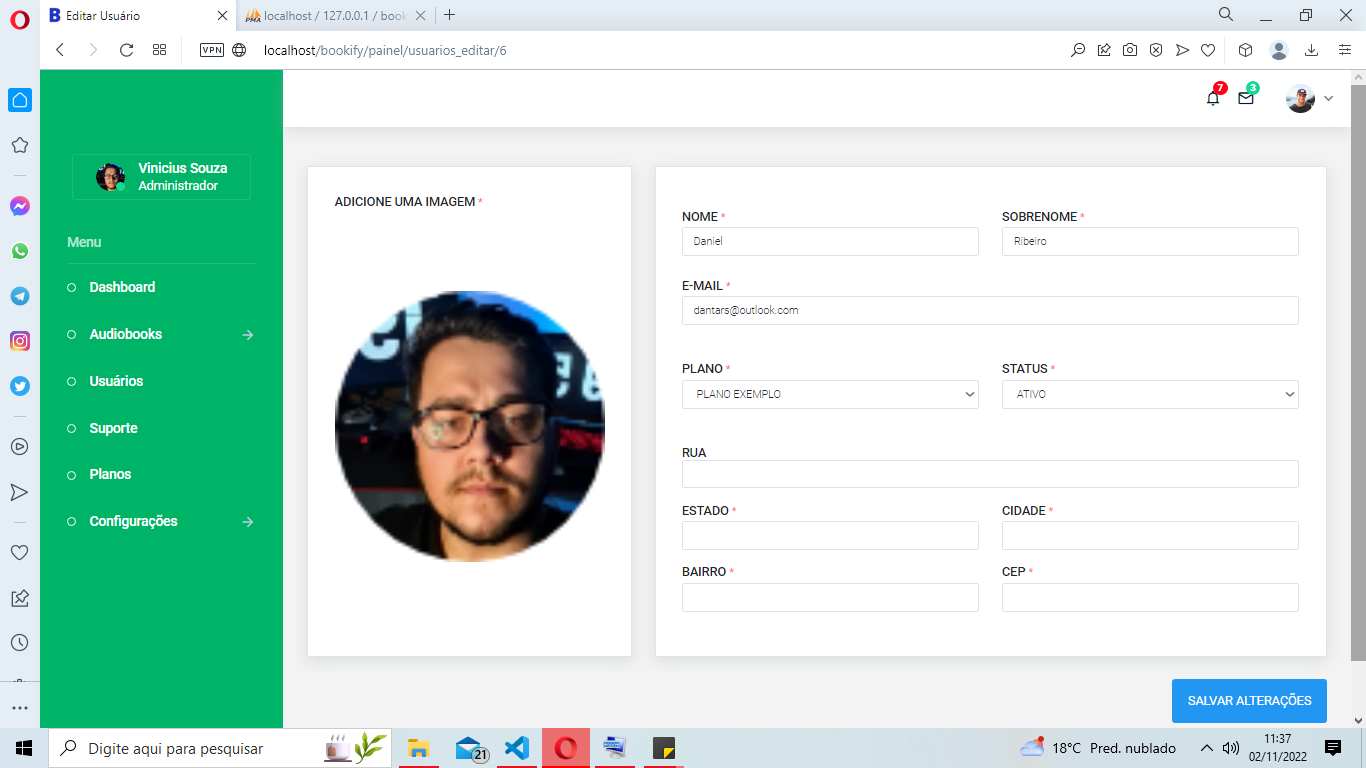 Editar Usuário
localhost / 127.0.0.1 / book
VPN
localhost/bookify/painel/usuarios_editar/6
7
3
Vinicius Souza
Administrador
Menu
Dashboard
Audiobooks
Usuários
Suporte
Planos
Configurações
ADICIONE UMA IMAGEM *
NOME *
SOBRENOME *
Daniel
Ribeiro
E-MAIL *
dantars@outlook.com
PLANO *
STATUS *
PLANO EXEMPLO
ATIVO
RUA
ESTADO *
CIDADE *
BAIRRO *
CEP *
SALVAR ALTERAÇÕES
Digite aqui para pesquisar
21
18°C Pred. nublado
11:37
02/11/2022